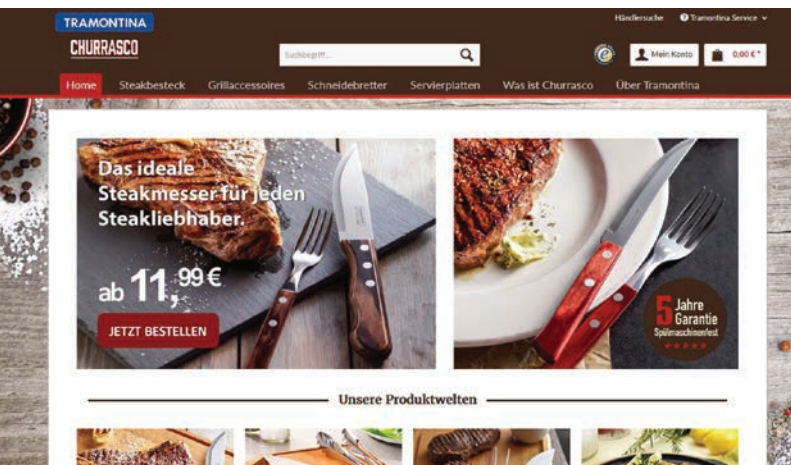 TRAMONTINA
CHURRASCO
Händlersuche
Tramontina Service
Suchbegriff...
Mein Konto
0,00 € *
Home
Steakbesteck
Grillaccessoires
Schneidebretter
Servierplatten
Was ist Churrasco
Über Tramontina
Das ideale
Steakmesser für jeden
Steakliebhaber.
ab 11,99 €
JETZT BESTELLEN
5 Jahre
Garantie
Spülmaschinenfest
Unsere Produktwelten